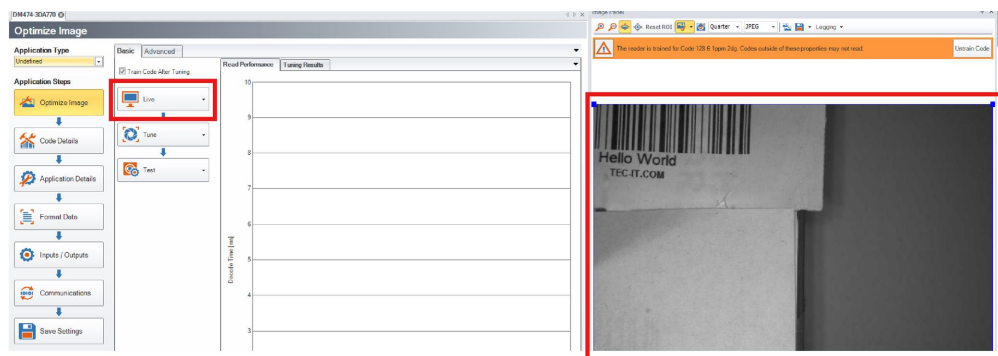 DM474-3DA770
Optimize Image
Application Type
Undefined
Application Steps
Optimize Image
Code Details
Application Details
Format Data
Inputs / Outputs
Communications
Save Settings
Basic Advanced
Train Code After Tuning
Live
Tune
Test
Read Performance Tuning Results
Decode Time [ms]
10
9
8
7
6
5
4
3
Image Panes
Reset ROI Quarter JPEG Logging
The reader is trained for Code 128 6.1ppm 2dg. Codes outside of these properties may not read.
Untrain Code
Hello World
TEC-IT.COM